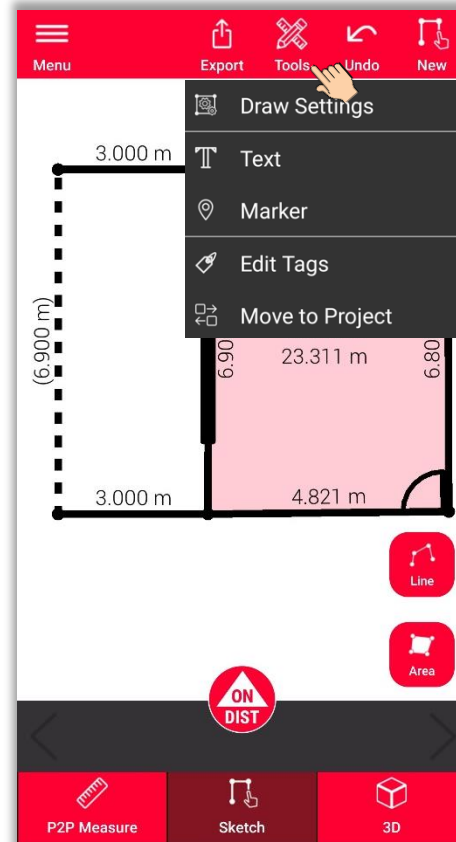 Menu Export Tools Undo New
Draw Settings
3.000 m
Text
Marker
Edit Tags
Move to Project
(6.900 m)
6.90
23.311 m
6.80
3.000 m
4.821 m
Line
Area
ON
DIST
P2P Measure Sketch 3D